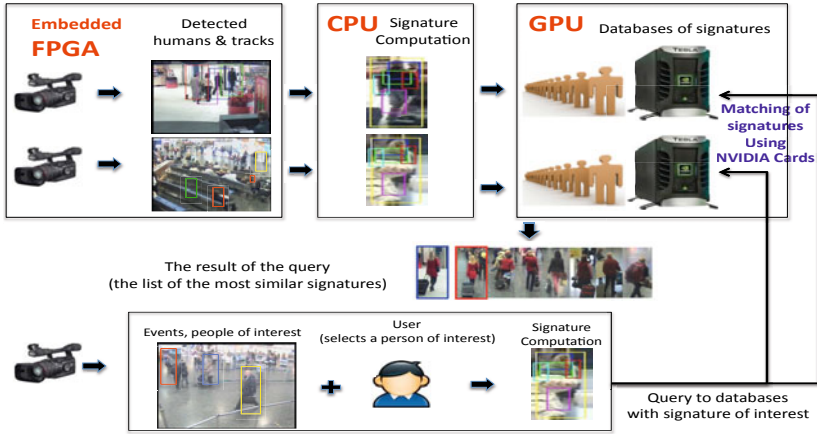 Embedded
FPGA
Detected
humans & tracks
CPU
Signature
Computation
GPU
Databases of signatures
TESLA
Matching of
signatures
Using
NVIDIA Cards
TESLA
The result of the query
(the list of the most similar signatures)
Events, people of interest
User
(selects a person of interest)
Signature
Computation
Query to databases
with signature of interest